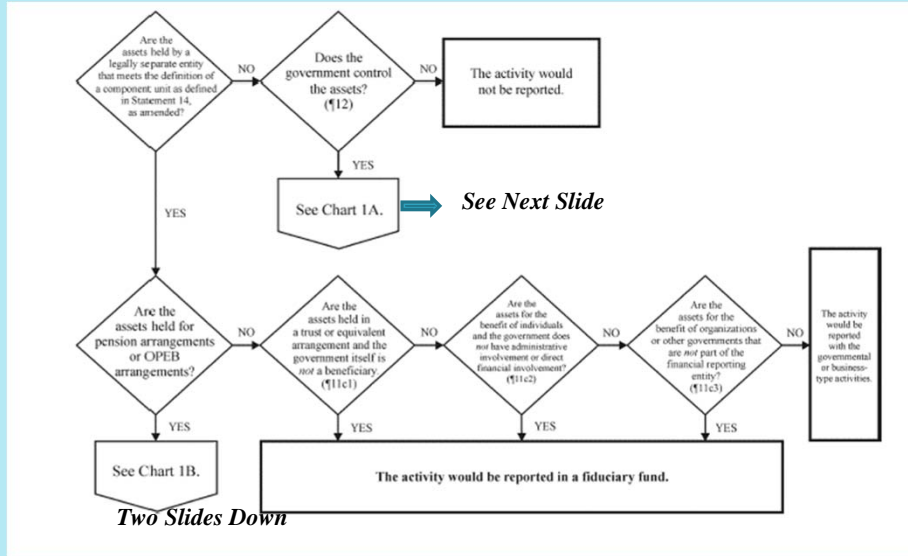 Are the
assets held by a
legally separate entity
that meets the definition of
a component unit as defined
in Statement 14,
as amended?
NO
Does the
government control
the assets?
(¶12)
NO
The activity would
not be reported.
YES
See Chart 1A.
See Next Slide
YES
Are the
assets held for
pension arrangements
or OPEB
arrangements?
NO
Are the
assets held in
a trust or equivalent
arrangement and the
government itself is
not a beneficiary.
(¶11c1)
NO
Are the
assets for the
benefit of individuals
and the government does
not have administrative
involvement or direct
financial involvement?
(¶11c2)
NO
Are the
assets for the
benefit of organizations
or other governments that
are not part of the
financial reporting
entity?
(¶11c3)
NO
The activity
would be
reported
with the
governmental
or business-
type activities.
YES
YES
YES
YES
See Chart 1B.
The activity would be reported in a fiduciary fund.
Two Slides Down